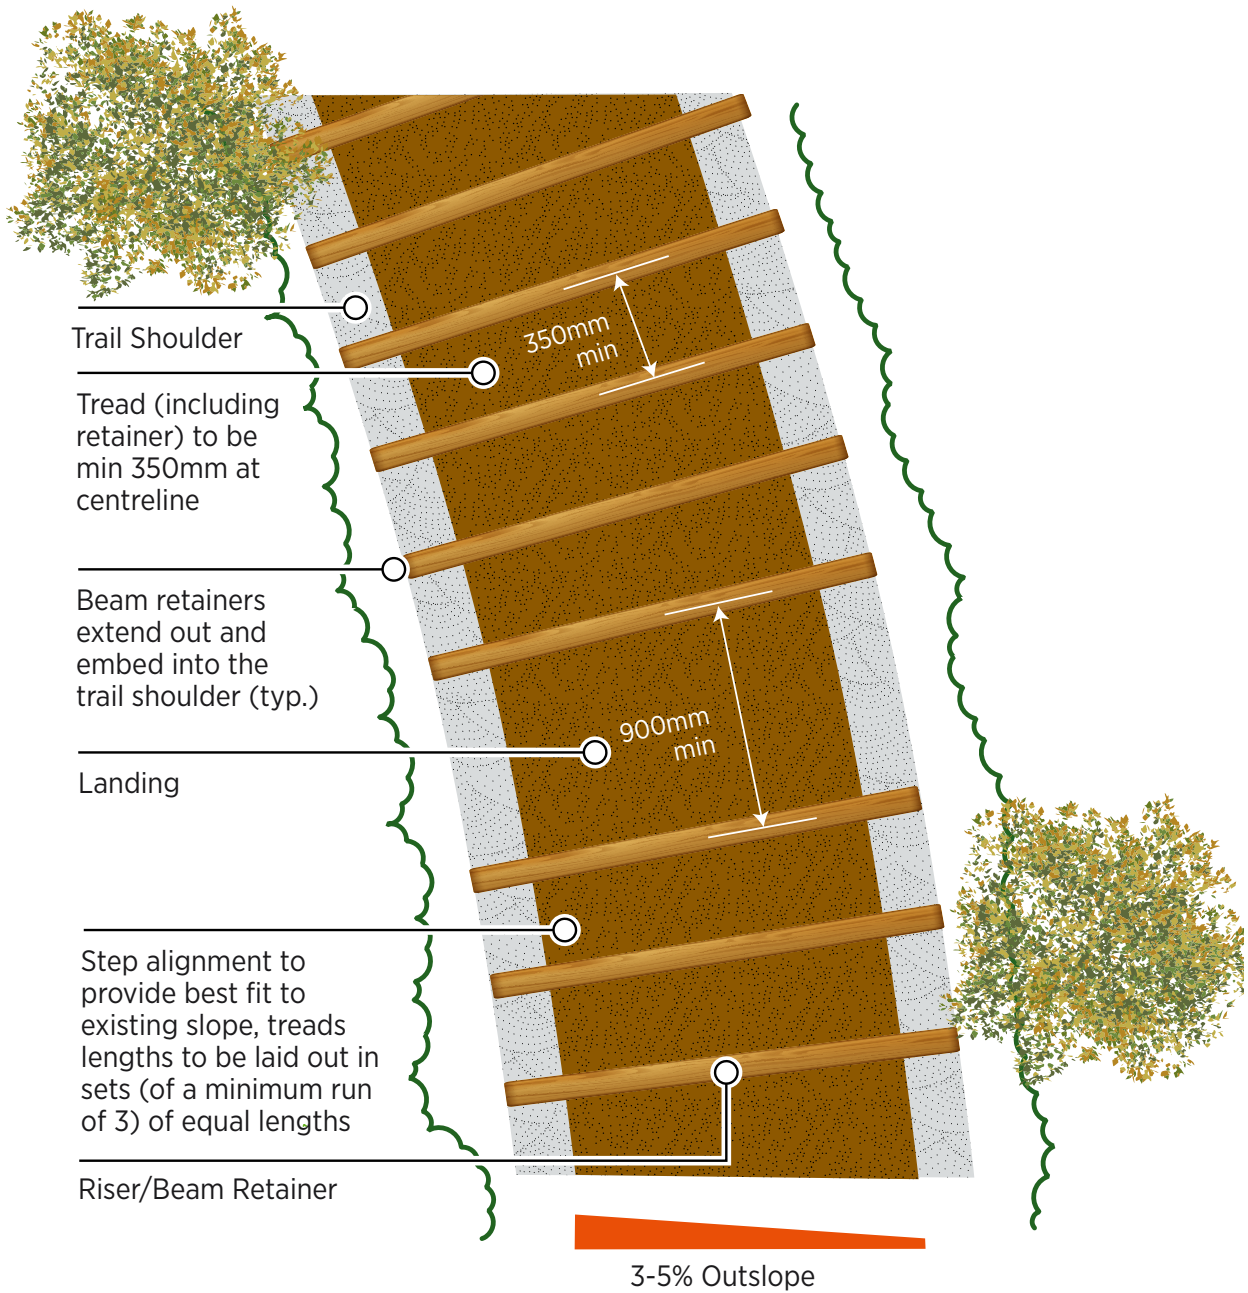 Trail Shoulder
350mm
min
Tread (including
retainer) to be
min 350mm at
centreline
Beam retainers
extend out and
embed into the
trail shoulder (typ.)
900mm
min
Landing
Step alignment to
provide best fit to
existing slope, treads
lengths to be laid out in
sets (of a minimum run
of 3) of equal lengths
Riser/Beam Retainer
3-5% Outslope